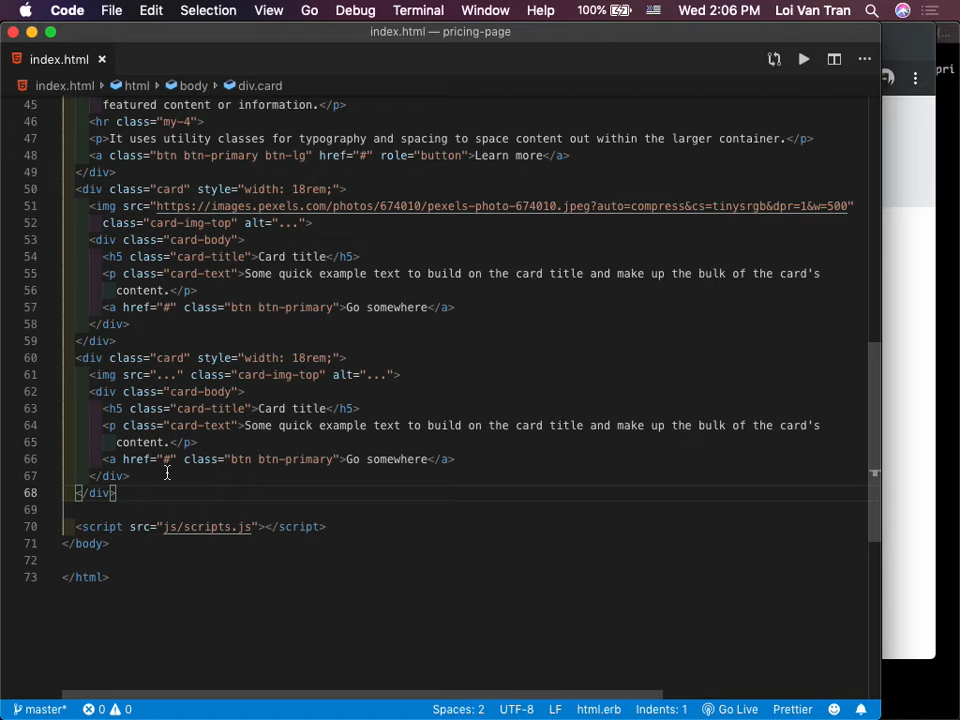 Code File Edit Selection View Go Debug Terminal Window Help 100% Wed 2:06 PM Loi Van Tran
index.html — pricing-page
index.html
index.html › html › body › div.card
45 featured content or information.</p>
46 <hr class="my-4">
47 <p>It uses utility classes for typography and spacing to space content out within the larger container.</p>
48 <a class="btn btn-primary btn-lg" href="#" role="button">Learn more</a>
49 </div>
50 <div class="card" style="width: 18rem;">
51 <img src="https://images.pexels.com/photos/674010/pexels-photo-674010.jpeg?auto=compress&cs=tinysrgb&dpr=1&w=500"
52 class="card-img-top" alt="...">
53 <div class="card-body">
54 <h5 class="card-title">Card title</h5>
55 <p class="card-text">Some quick example text to build on the card title and make up the bulk of the card's
56 content.</p>
57 <a href="#" class="btn btn-primary">Go somewhere</a>
58 </div>
59 </div>
60 <div class="card" style="width: 18rem;">
61 <img src="..." class="card-img-top" alt="...">
62 <div class="card-body">
63 <h5 class="card-title">Card title</h5>
64 <p class="card-text">Some quick example text to build on the card title and make up the bulk of the card's
65 content.</p>
66 <a href="#" class="btn btn-primary">Go somewhere</a>
67 </div>
68 </div>
69
70 <script src="js/scripts.js"></script>
71 </body>
72
73 </html>
master* 0 0 Spaces: 2 UTF-8 LF html.erb Indents: 1 Go Live Prettier